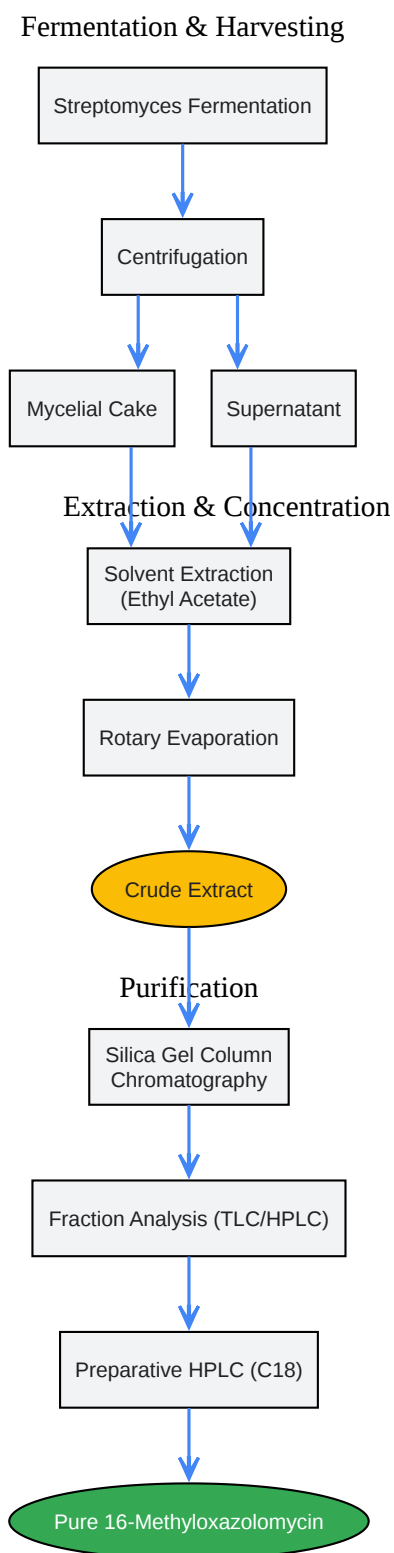 Fermentation & Harvesting
Streptomyces Fermentation
Centrifugation
Mycelial Cake
Supernatant
Extraction & Concentration
Solvent Extraction
(Ethyl Acetate)
Rotary Evaporation
Crude Extract
Purification
Silica Gel Column
Chromatography
Fraction Analysis (TLC/HPLC)
Preparative HPLC (C18)
Pure 16-Methyloxazolomycin